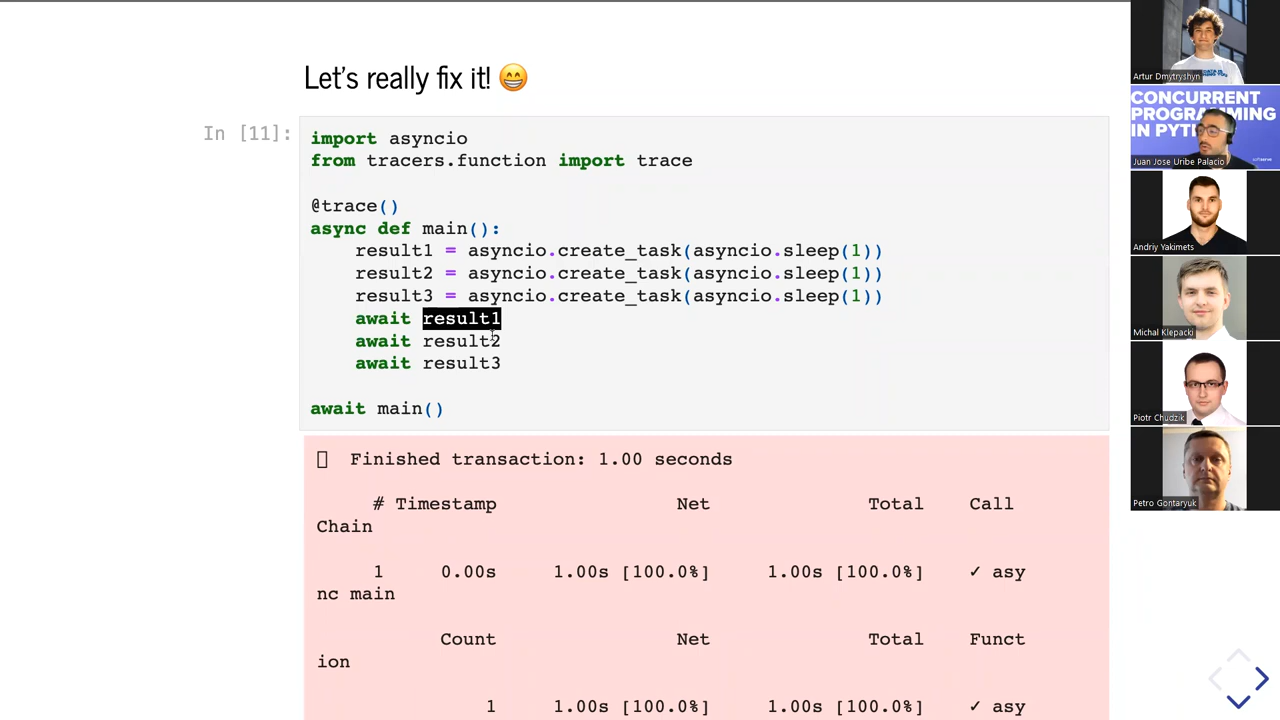 Let's really fix it! 😁
In [11]:
import asyncio
from tracers.function import trace
@trace()
async def main():
result1 = asyncio.create_task(asyncio.sleep(1))
result2 = asyncio.create_task(asyncio.sleep(1))
result3 = asyncio.create_task(asyncio.sleep(1))
await result1
await result2
await result3
await main()
Finished transaction: 1.00 seconds
# Timestamp Net Total Call
Chain
1 0.00s 1.00s [100.0%] 1.00s [100.0%] ✓ asy
nc main
Count Net Total Funct
ion
1 1.00s [100.0%] 1.00s [100.0%] ✓ asy
Artur Dmytryshyn
CONCURRENT
PROGRAMMING
IN PYT
softserve
Juan Jose Uribe Palacio
Andriy Yakimets
Michal Klepacki
Piotr Chudzik
Petro Gontaryuk